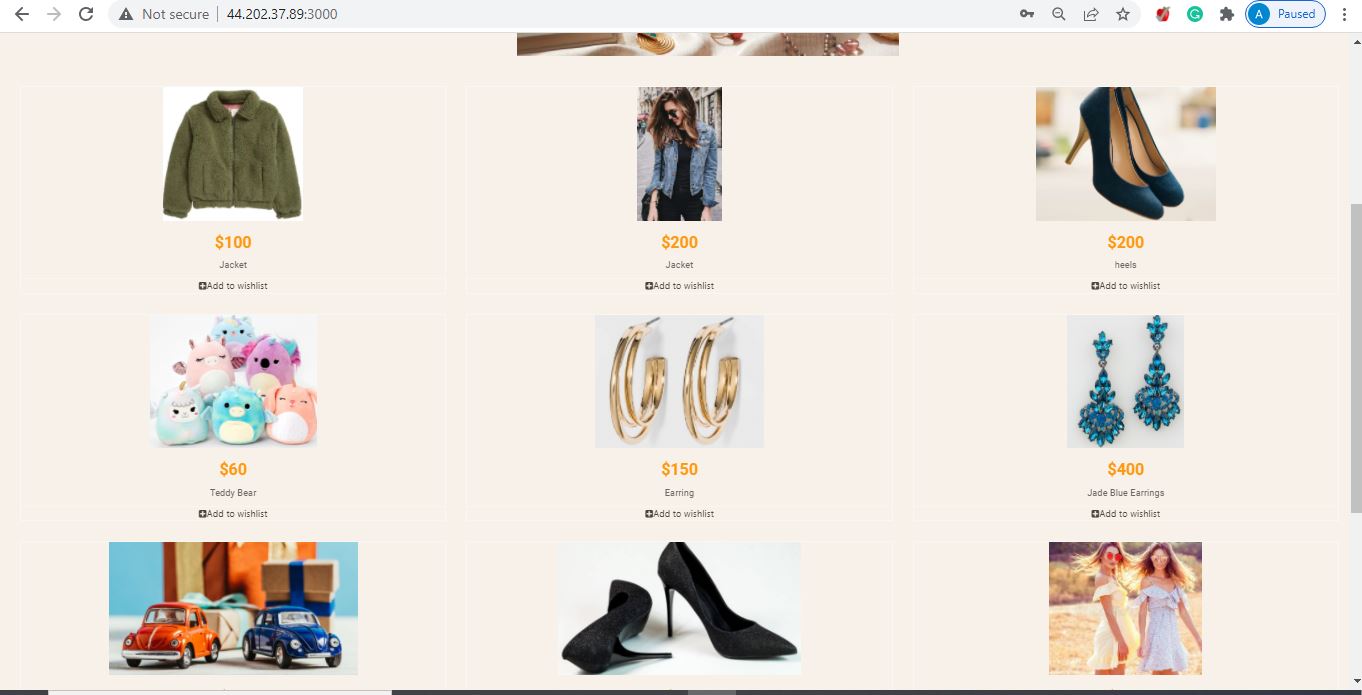 Not secure
44.202.37.89:3000
A
Paused
$100
$200
$200
Jacket
Jacket
heels
Add to wishlist
Add to wishlist
Add to wishlist
$60
$150
$400
Teddy Bear
Earring
Jade Blue Earrings
Add to wishlist
Add to wishlist
Add to wishlist